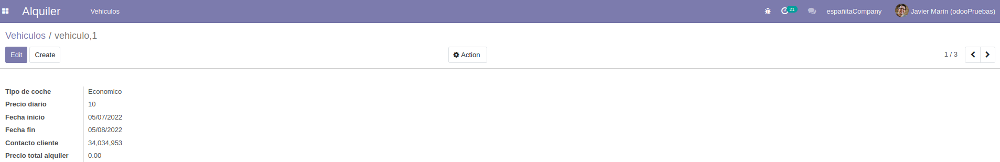 Alquiler Vehiculos 21 españitaCompany Javier Marín (odooPruebas)
Vehiculos / vehiculo,1
Edit Create Action 1 / 3
Tipo de coche Economico
Precio diario 10
Fecha inicio 05/07/2022
Fecha fin 05/08/2022
Contacto cliente 34,034,953
Precio total alquiler 0.00